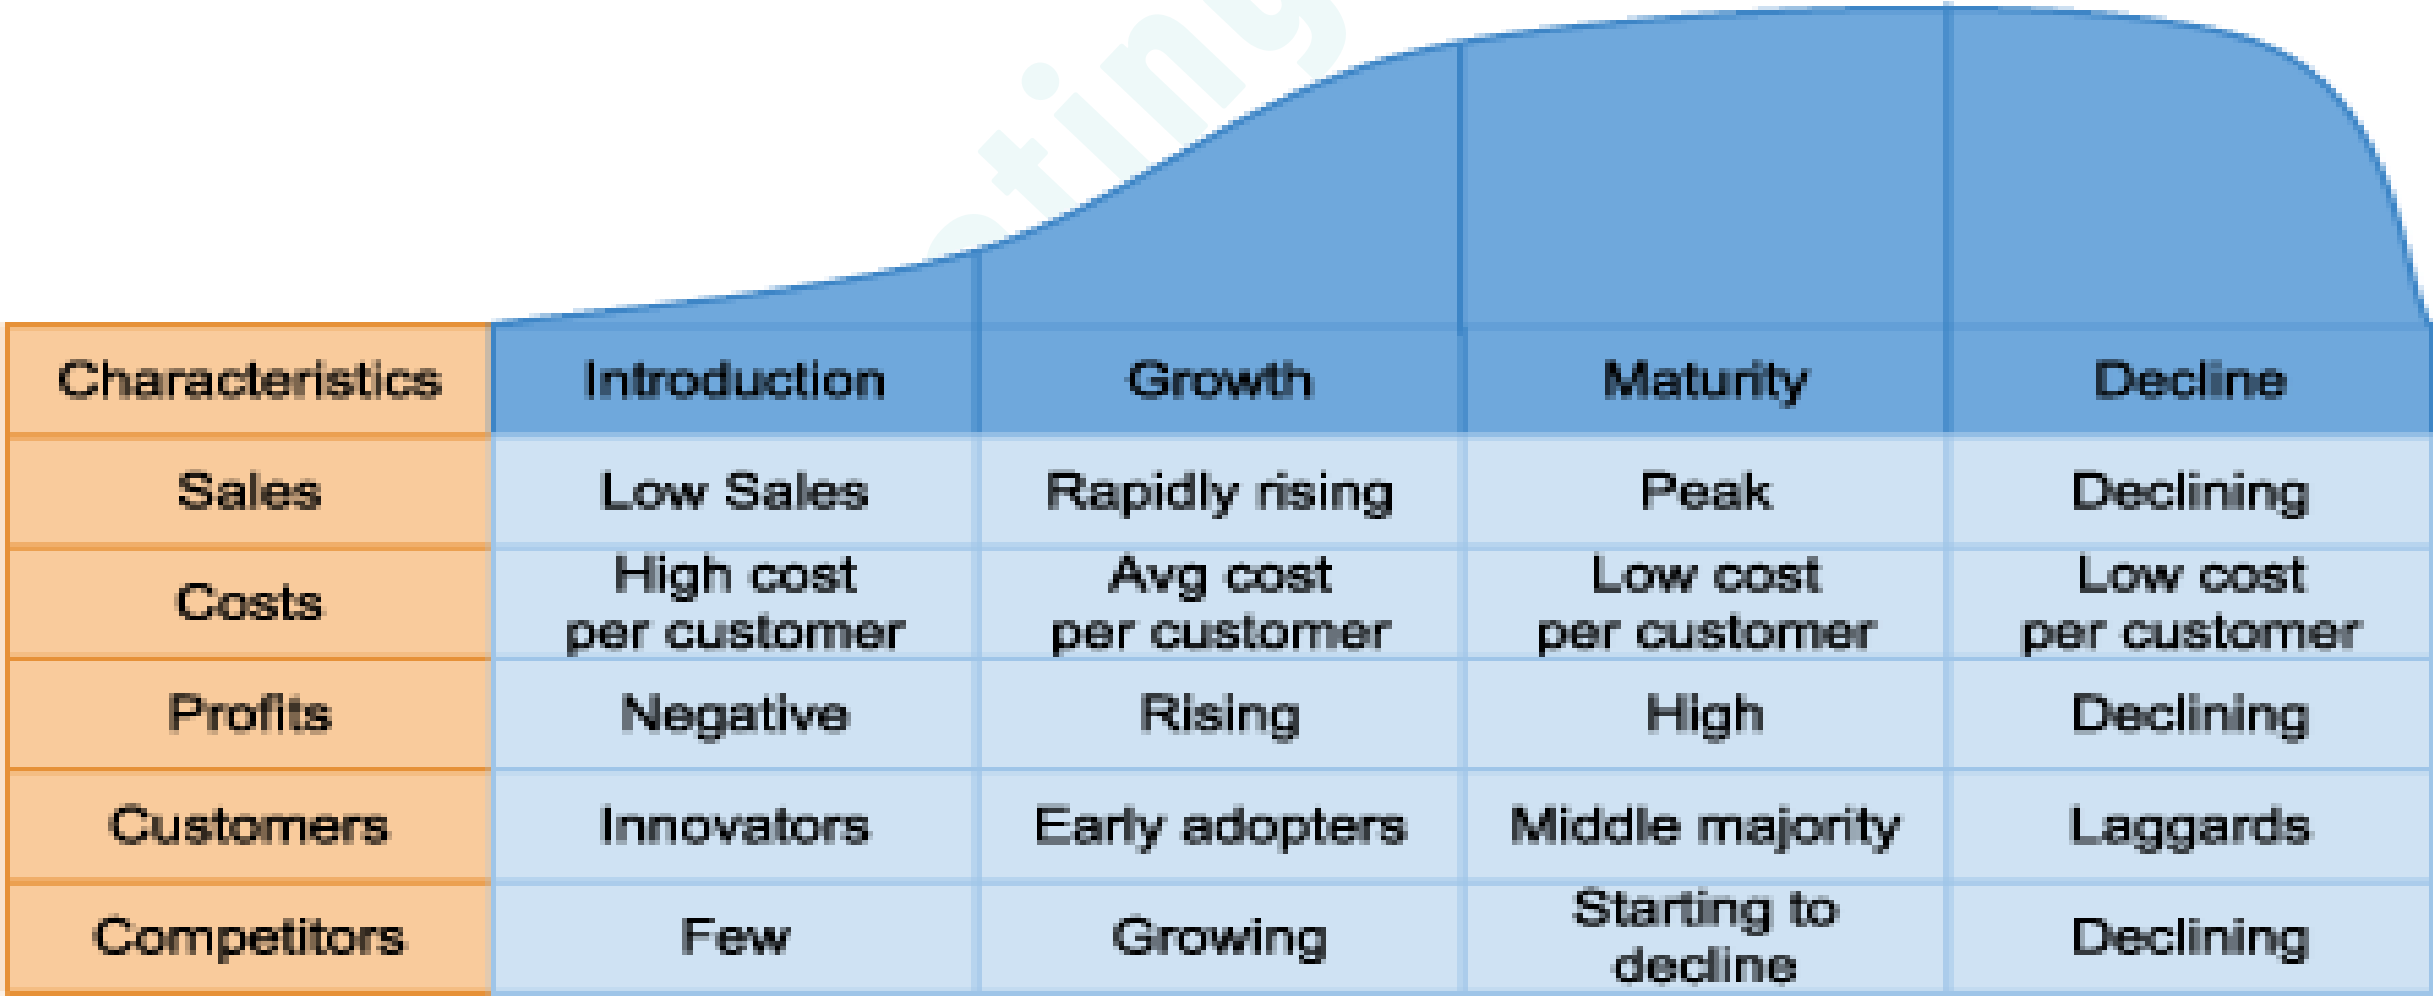 Characteristics Introduction Growth Maturity Decline
Sales Low Sales Rapidly rising Peak Declining
Costs High cost per customer Avg cost per customer Low cost per customer Low cost per customer
Profits Negative Rising High Declining
Customers Innovators Early adopters Middle majority Laggards
Competitors Few Growing Starting to decline Declining